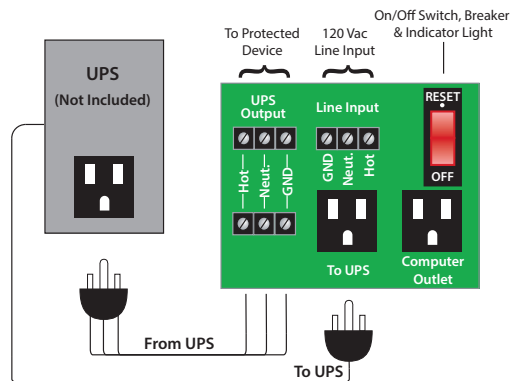 On/Off Switch, Breaker
& Indicator Light
To Protected
Device
120 Vac
Line Input
UPS
(Not Included)
UPS
Output
Line Input
RESET
OFF
Hot
Neut.
GND
GND
Neut.
Hot
To UPS
Computer
Outlet
From UPS
To UPS